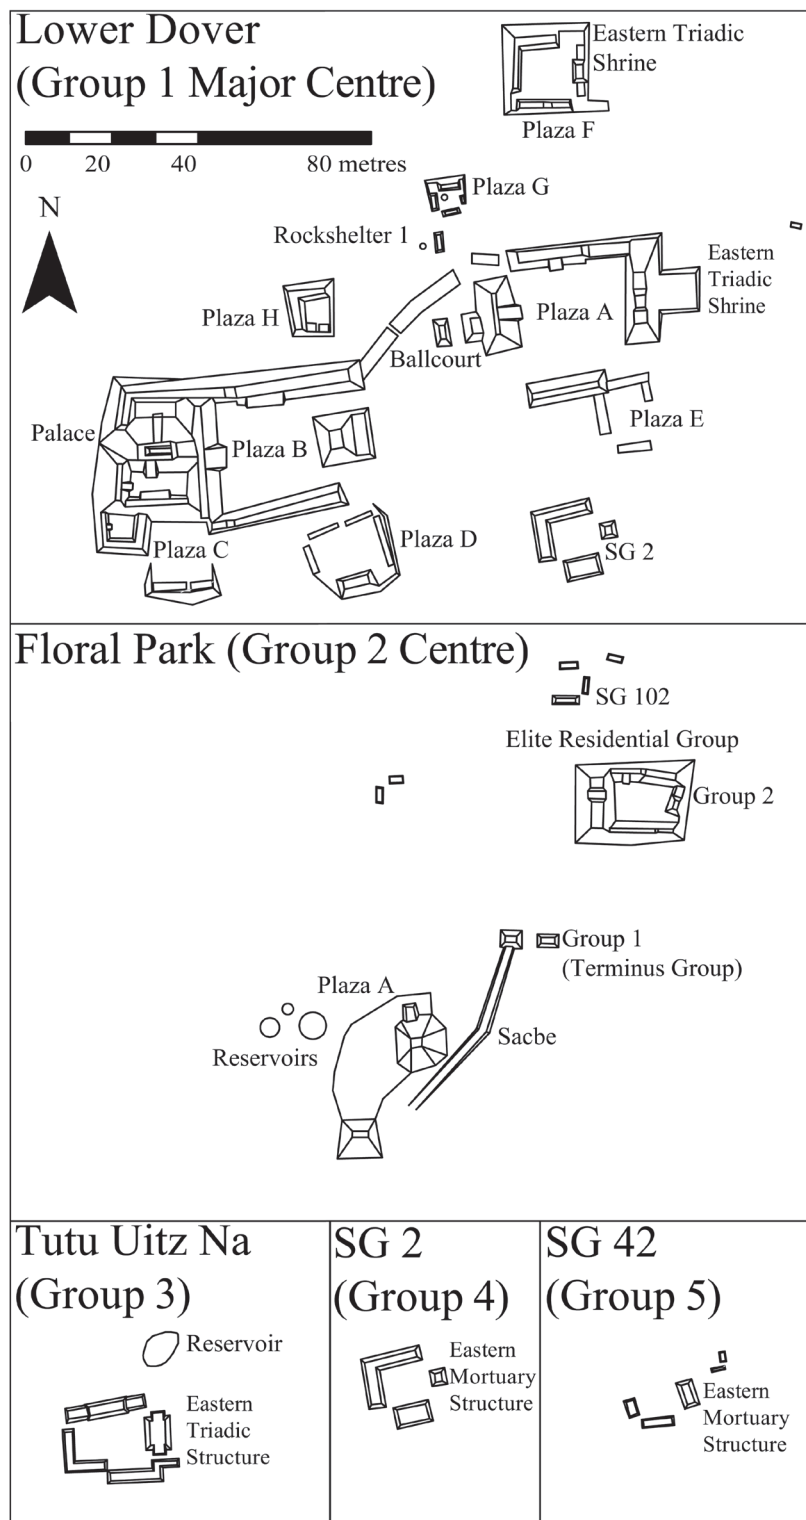 Lower Dover
(Group 1 Major Centre)
0 20 40 80 metres
N
Eastern Triadic
Shrine
Plaza F
Plaza G
Rockshelter 1
Eastern
Triadic
Shrine
Plaza H
Plaza A
Ballcourt
Palace
Plaza B
Plaza E
Plaza C
Plaza D
SG 2
Floral Park (Group 2 Centre)
SG 102
Elite Residential Group
Group 2
Group 1
(Terminus Group)
Plaza A
Reservoirs
Sacbe
Tutu Uitz Na
(Group 3)
Reservoir
Eastern
Triadic
Structure
SG 2
(Group 4)
Eastern
Mortuary
Structure
SG 42
(Group 5)
Eastern
Mortuary
Structure